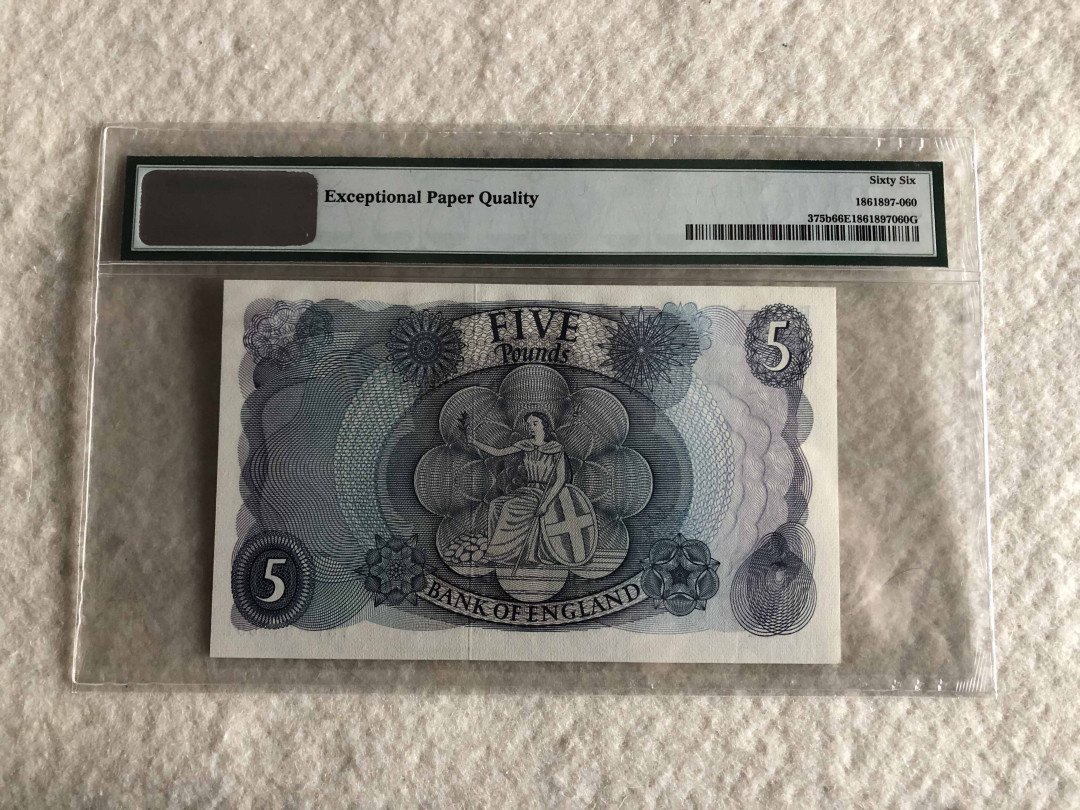 Exceptional Paper Quality
Sixty Six
1861897-060
375b66E1861897060G
FIVE
Pounds
5
5
BANK OF ENGLAND